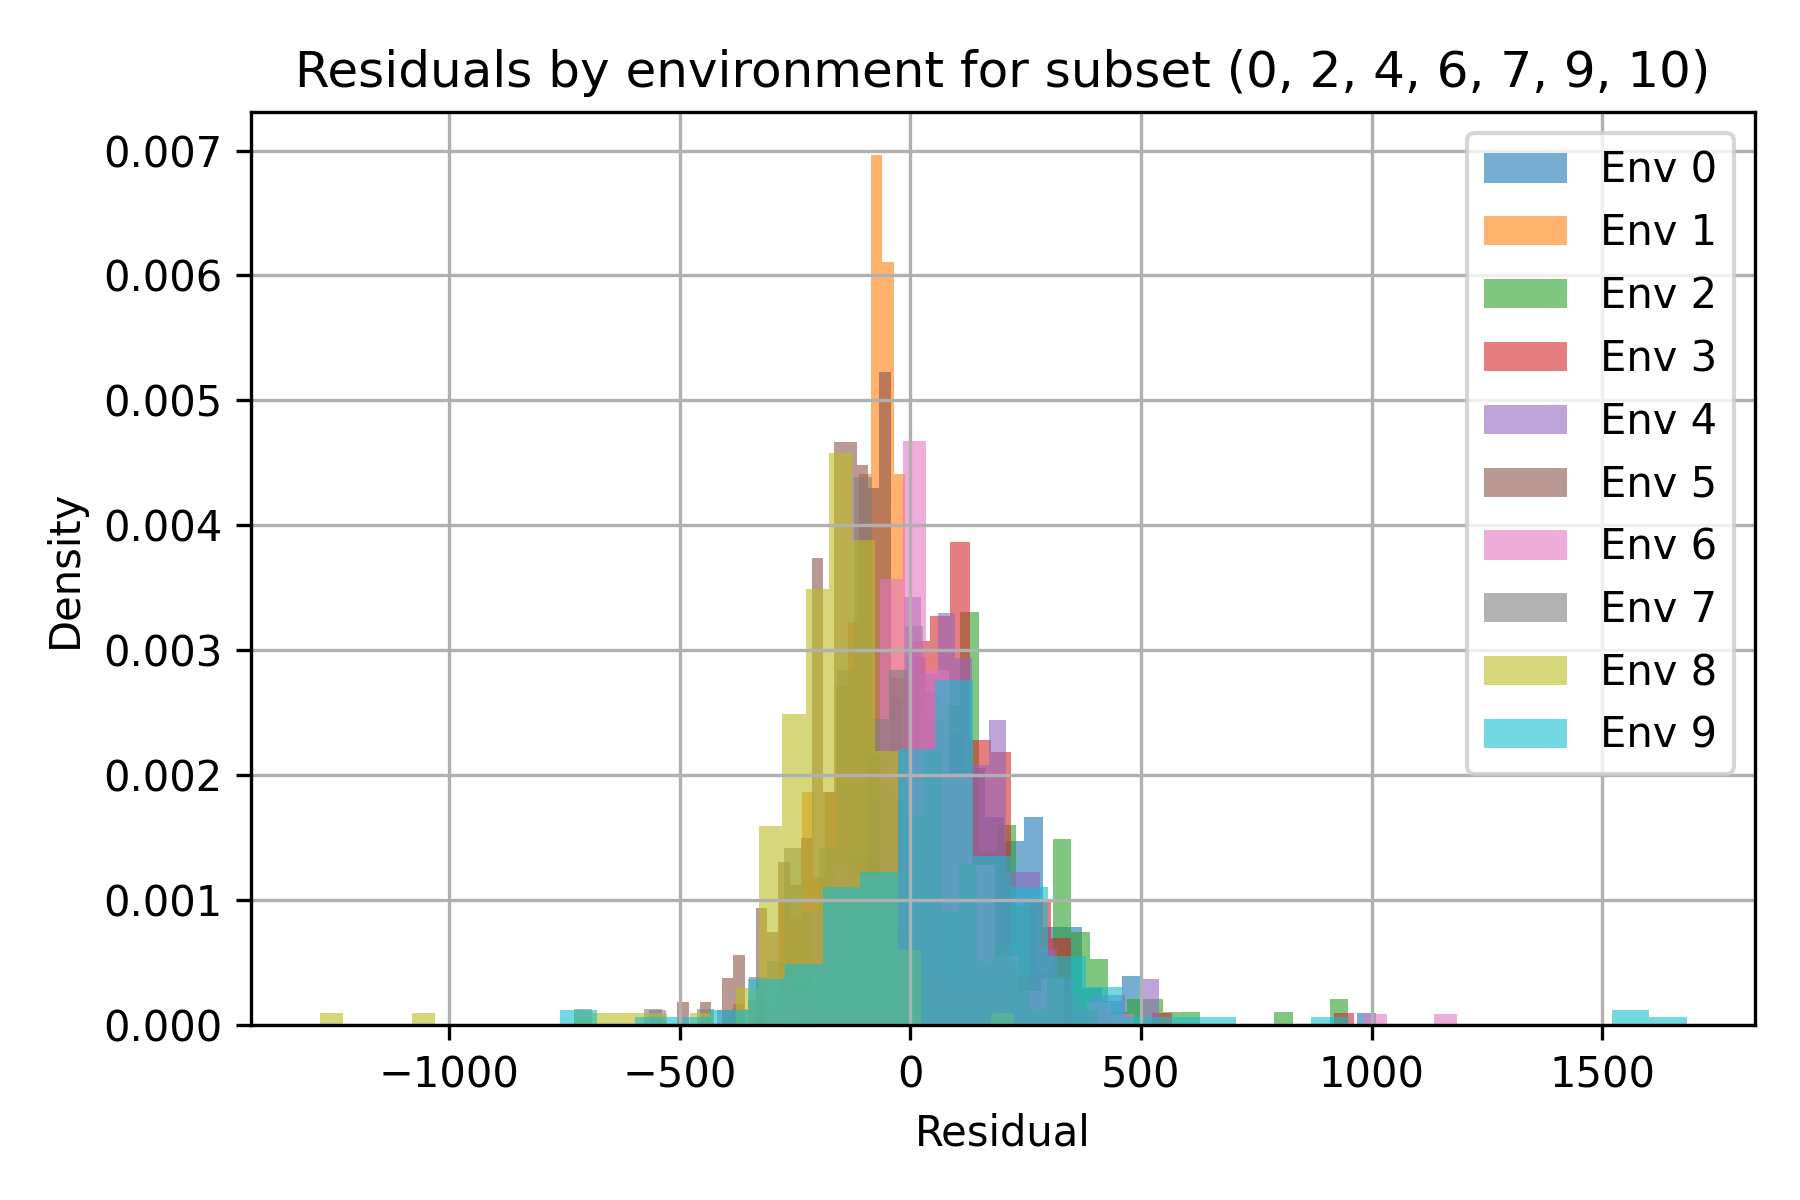 Residuals by environment for subset (0, 2, 4, 6, 7, 9, 10)
0.007
0.006
0.005
0.004
0.003
0.002
0.001
0.000
Density
−1000
−500
0
500
1000
1500
Residual
Env 0
Env 1
Env 2
Env 3
Env 4
Env 5
Env 6
Env 7
Env 8
Env 9